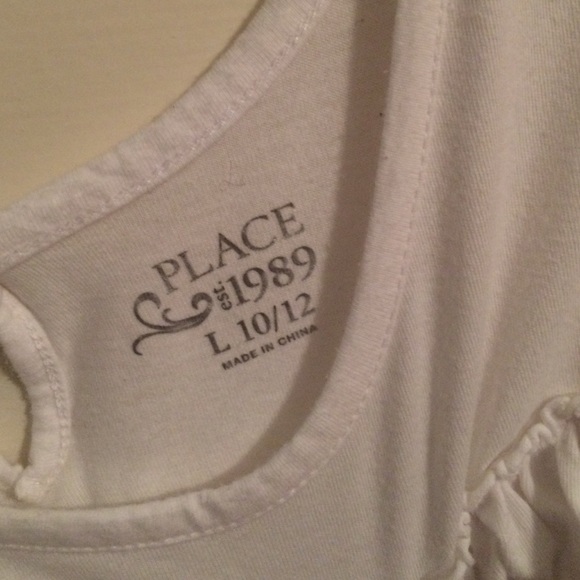 PLACE
est. 1989
L 10/12
MADE IN CHINA